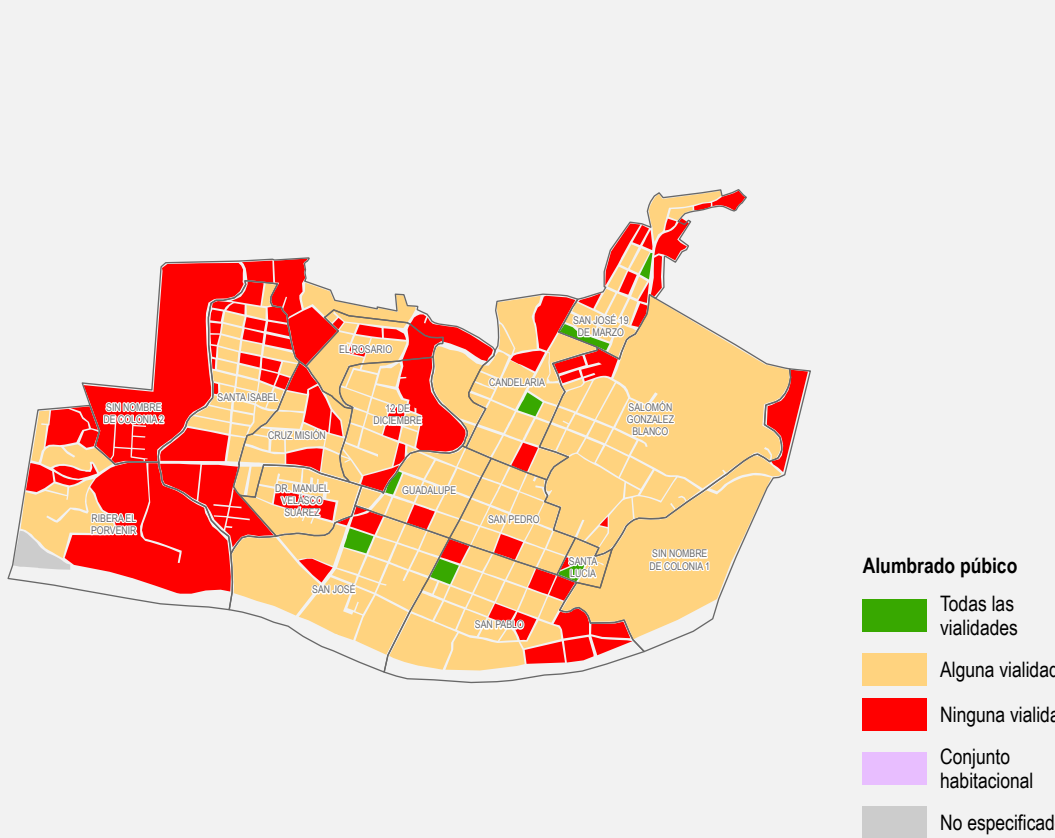 SAN JOSÉ 19
DE MARZO
EL ROSARIO
CANDELARIA
SANTA ISABEL
SIN NOMBRE
DE COLONIA 2
12 DE
DICIEMBRE
SALOMÓN
GONZALEZ
BLANCO
CRUZ MISIÓN
DR. MANUEL
VELASCO
SUÁREZ
GUADALUPE
RIBERA EL
PORVENIR
SAN PEDRO
SIN NOMBRE
DE COLONIA 1
SANTA
LUCÍA
SAN JOSÉ
SAN PABLO
Alumbrado púbico
Todas las
vialidades
Alguna vialidad
Ninguna vialida
Conjunto
habitacional
No especificad